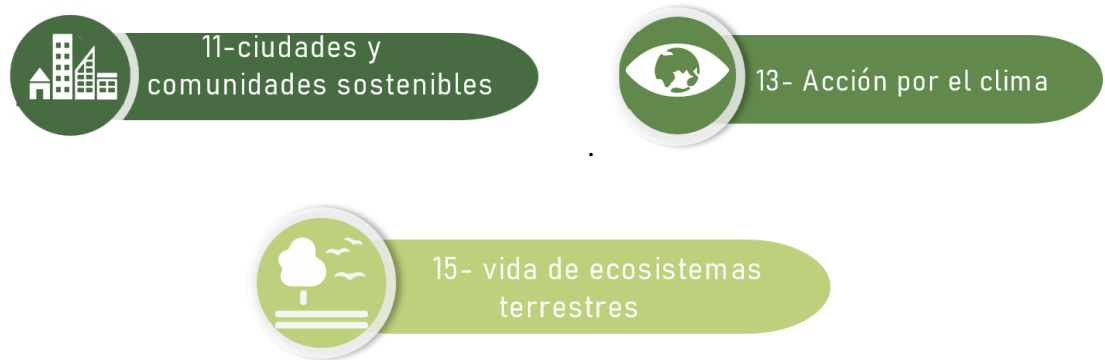 11-ciudades y
comunidades sostenibles
13- Acción por el clima
.
15- vida de ecosistemas
terrestres